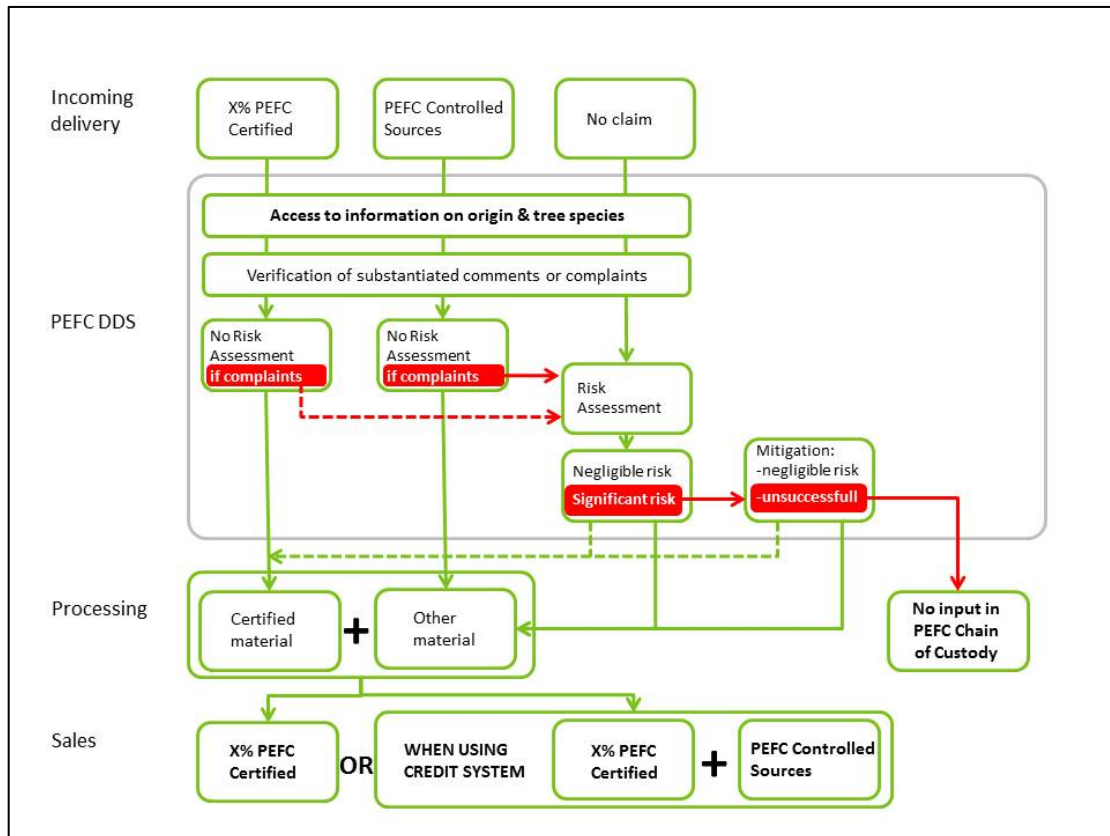 Incoming
delivery
X% PEFC
Certified
PEFC Controlled
Sources
No claim
Access to information on origin & tree species
Verification of substantiated comments or complaints
PEFC DDS
No Risk
Assessment
if complaints
No Risk
Assessment
if complaints
Risk
Assessment
Negligible risk
Significant risk
Mitigation:
-negligible risk
-unsuccessfull
Processing
Certified
material
+
Other
material
No input in
PEFC Chain
of Custody
Sales
X% PEFC
Certified
OR
WHEN USING
CREDIT SYSTEM
X% PEFC
Certified
+
PEFC Controlled
Sources